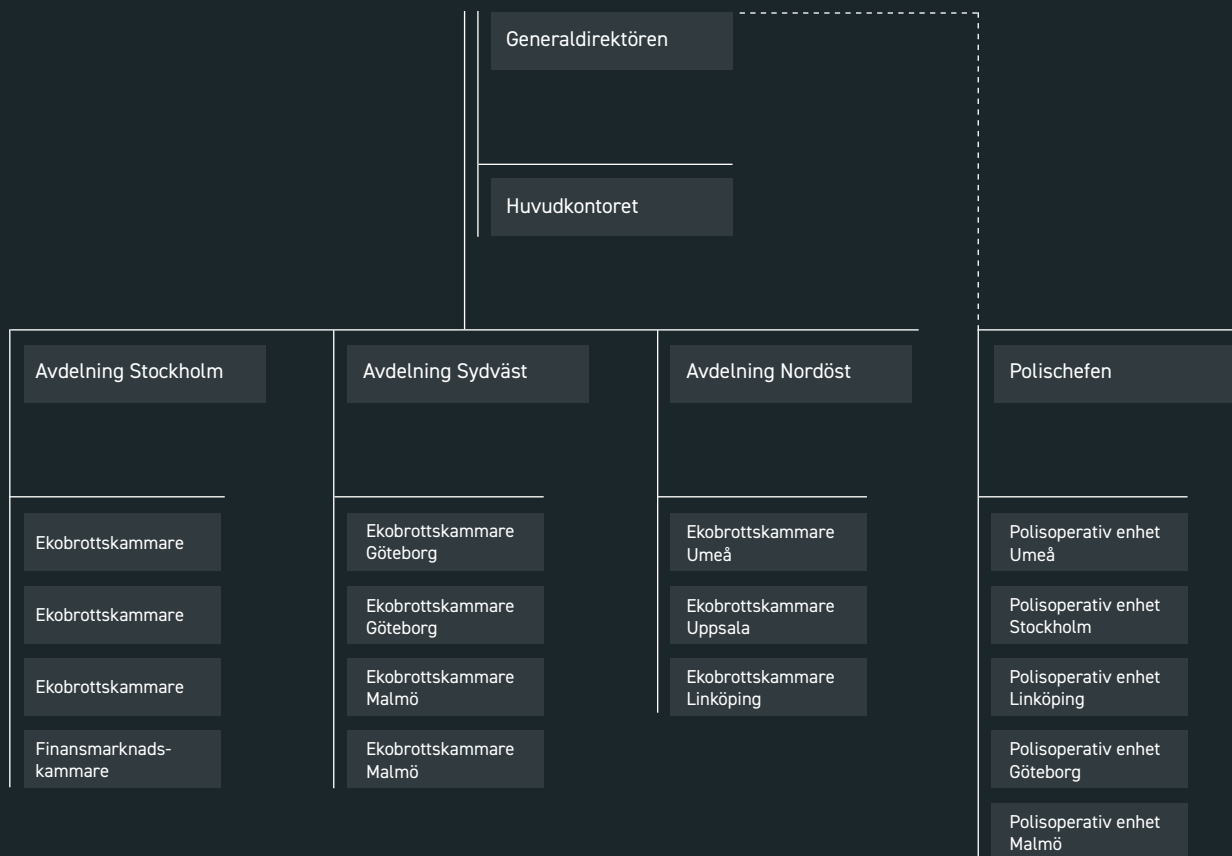 Generaldirektören
Huvudkontoret
Avdelning Stockholm
Ekobrottskammare
Ekobrottskammare
Ekobrottskammare
Finansmarknads-
kammare
Avdelning Sydväst
Ekobrottskammare
Göteborg
Ekobrottskammare
Göteborg
Ekobrottskammare
Malmö
Ekobrottskammare
Malmö
Avdelning Nordöst
Ekobrottskammare
Umeå
Ekobrottskammare
Uppsala
Ekobrottskammare
Linköping
Polischefen
Polisoperativ enhet
Umeå
Polisoperativ enhet
Stockholm
Polisoperativ enhet
Linköping
Polisoperativ enhet
Göteborg
Polisoperativ enhet
Malmö